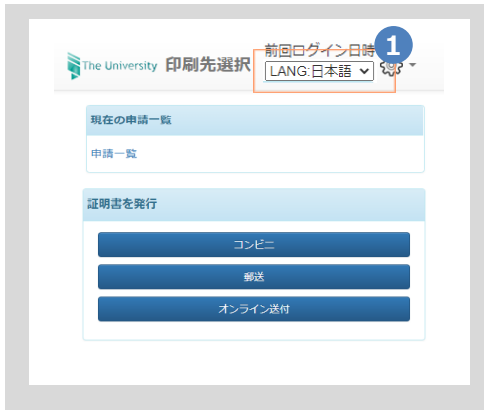 前回ログイン日時
1
The University 印刷先選択 LANG:日本語
現在の申請一覧
申請一覧
証明書を発行
コンビニ
郵送
オンライン送付